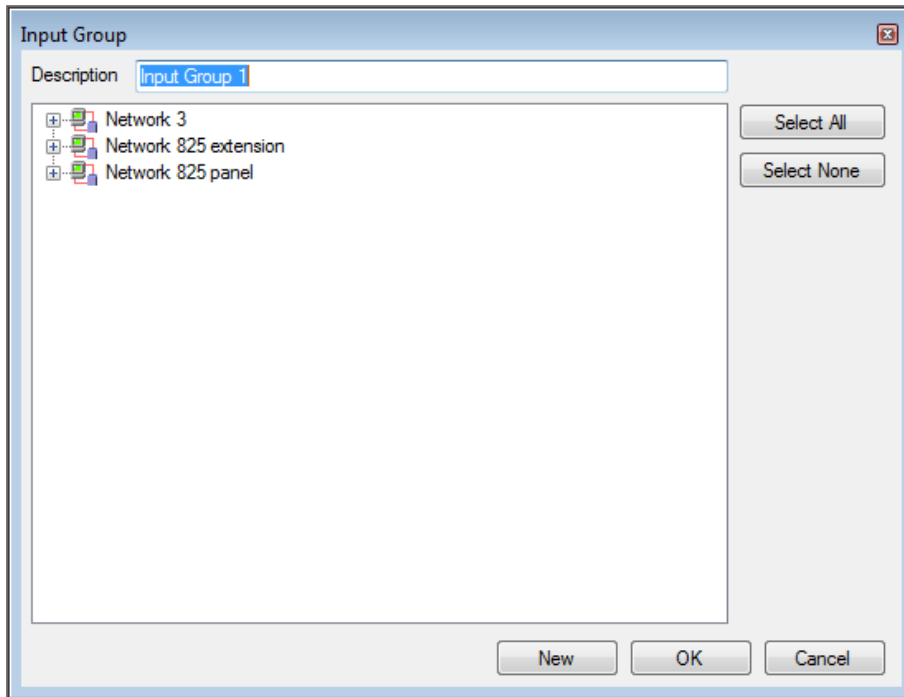 Input Group
Description Input Group 1
Network 3
Network 825 extension
Network 825 panel
Select All
Select None
New OK Cancel